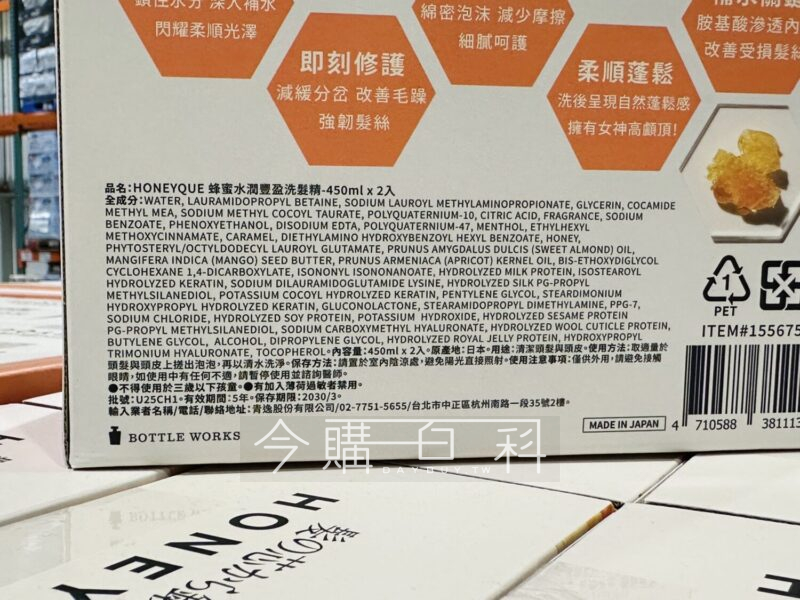 鎖住水分 深入補水
閃耀柔順光澤
即刻修護
減緩分岔 改善毛躁
強韌髮絲
綿密泡沫 減少摩擦
細膩呵護
柔順蓬鬆
洗後呈現自然蓬鬆感
擁有女神高顱頂!
胺基酸滲透內
改善受損髮絲
品名: HONEYQUE 蜂蜜水潤豐盈洗髮精-450ml x 2入
全成分: WATER, LAURAMIDOPROPYL BETAINE, SODIUM LAUROYL METHYLAMINOPROPIONATE, GLYCERIN, COCAMIDE
METHYL MEA, SODIUM METHYL COCOYL TAURATE, POLYQUATERNIUM-10, CITRIC ACID, FRAGRANCE, SODIUM
BENZOATE, PHENOXYETHANOL, DISODIUM EDTA, POLYQUATERNIUM-47, MENTHOL, ETHYLHEXYL
METHOXYCINNAMATE, CARAMEL, DIETHYLAMINO HYDROXYBENZOYL HEXYL BENZOATE, HONEY,
PHYTOSTERYL/OCTYLDODECYL LAUROYL GLUTAMATE, PRUNUS AMYGDALUS DULCIS (SWEET ALMOND) OIL,
MANGIFERA INDICA (MANGO) SEED BUTTER, PRUNUS ARMENIACA (APRICOT) KERNEL OIL, BIS-ETHOXYDIGLYCOL
CYCLOHEXANE 1,4-DICARBOXYLATE, ISONONYL ISONONANOATE, HYDROLYZED MILK PROTEIN, ISOSTEAROYL
HYDROLYZED KERATIN, SODIUM DILAURAMIDOGLUTAMIDE LYSINE, HYDROLYZED SILK PG-PROPYL
METHYLSILANEDIOL, POTASSIUM COCOYL HYDROLYZED KERATIN, PENTYLENE GLYCOL, STEARDIMONIUM
HYDROXYPROPYL HYDROLYZED KERATIN, GLUCONOLACTONE, STEARAMIDOPROPYL DIMETHYLAMINE, PPG-7,
SODIUM CHLORIDE, HYDROLYZED SOY PROTEIN, POTASSIUM HYDROXIDE, HYDROLYZED SESAME PROTEIN
PG-PROPYL METHYLSILANEDIOL, SODIUM CARBOXYMETHYL HYALURONATE, HYDROLYZED WOOL CUTICLE PROTEIN,
BUTYLENE GLYCOL, ALCOHOL, DIPROPYLENE GLYCOL, HYDROLYZED ROYAL JELLY PROTEIN, HYDROXYPROPYL
TRIMONIUM HYALURONATE, TOCOPHEROL。內容量: 450ml x 2入。原產地: 日本。用途: 清潔頭髮與頭皮。使用方法: 取適量於
頭髮與頭皮上搓出泡泡, 再以清水洗淨。保存方法: 請置於室內陰涼處, 避免陽光直接照射。使用注意事項: 僅供外用, 請避免接觸
眼睛, 如使用中有任何不適, 請暫停使用並諮詢醫師。
●不得使用於三歲以下孩童。●有加入薄荷過敏者禁用。
批號: U25CH1。有效期間: 5年。保存期限: 2030/3。
輸入業者名稱/電話/聯絡地址: 青逸股份有限公司/02-7751-5655/台北市中正區杭州南路一段35號2樓。
BOTTLE WORKS
1
PET
ITEM#155675
MADE IN JAPAN
4 710588 381113
今購百科
DAYBUY.TW
BOTTLE
HONEY
髪の芯から